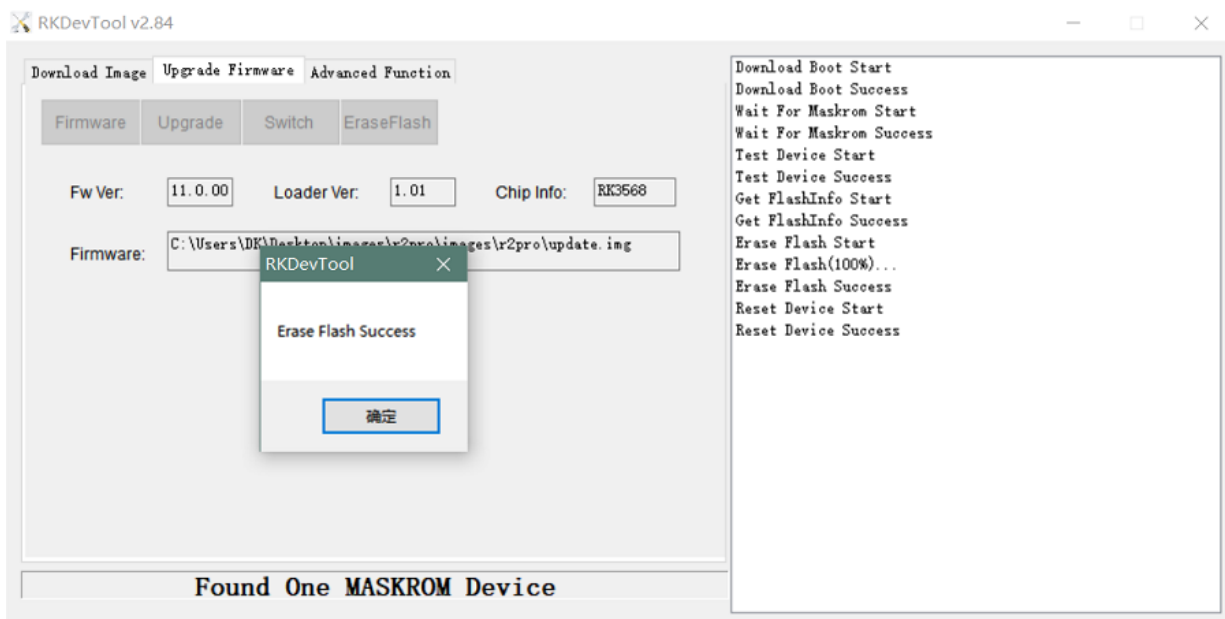 RKDevTool v2.84
Download Image Upgrade Firmware Advanced Function
Firmware Upgrade Switch EraseFlash
Fw Ver: 11.0.00 Loader Ver: 1.01 Chip Info: RK3568
Firmware: C:\Users\DK\Desktop\images\r2pro\images\r2pro\update.img
RKDevTool
Erase Flash Success
确定
Found One MASKROM Device
Download Boot Start
Download Boot Success
Wait For Maskrom Start
Wait For Maskrom Success
Test Device Start
Test Device Success
Get FlashInfo Start
Get FlashInfo Success
Erase Flash Start
Erase Flash(100%)...
Erase Flash Success
Reset Device Start
Reset Device Success